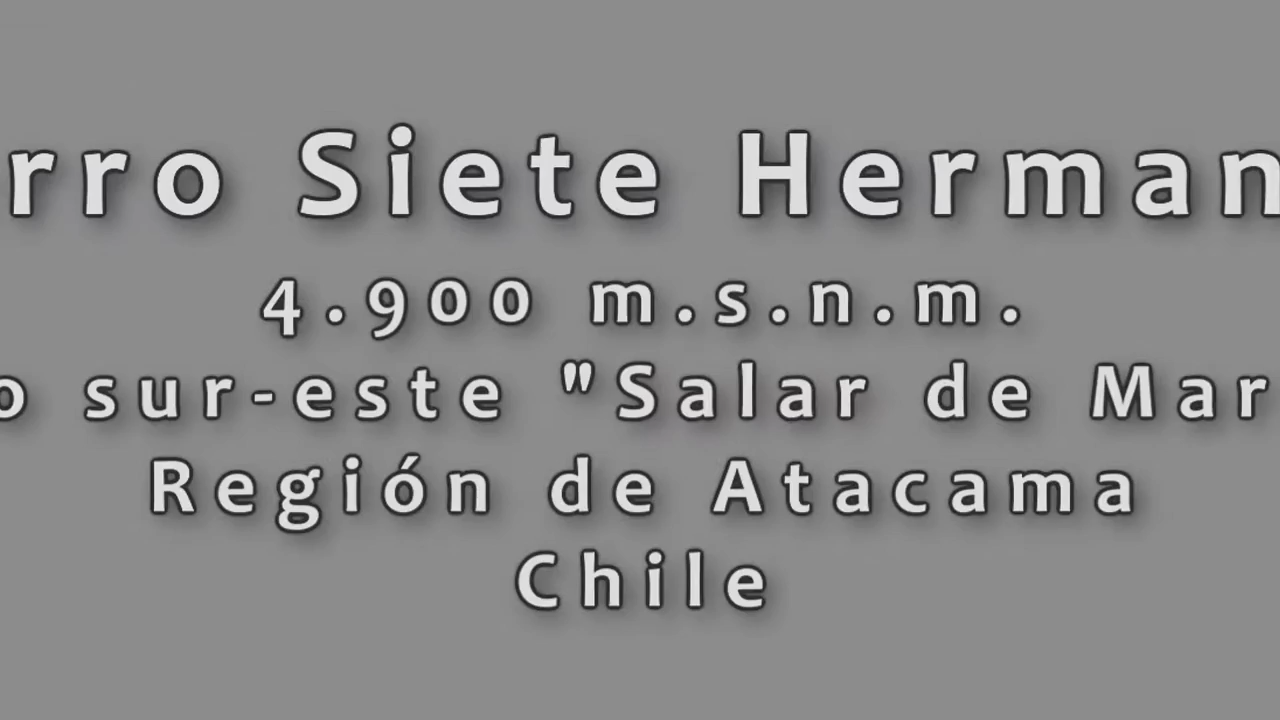 rro Siete Herman
4.900 m.s.n.m.
o sur-este "Salar de Mar
Región de Atacama
Chile